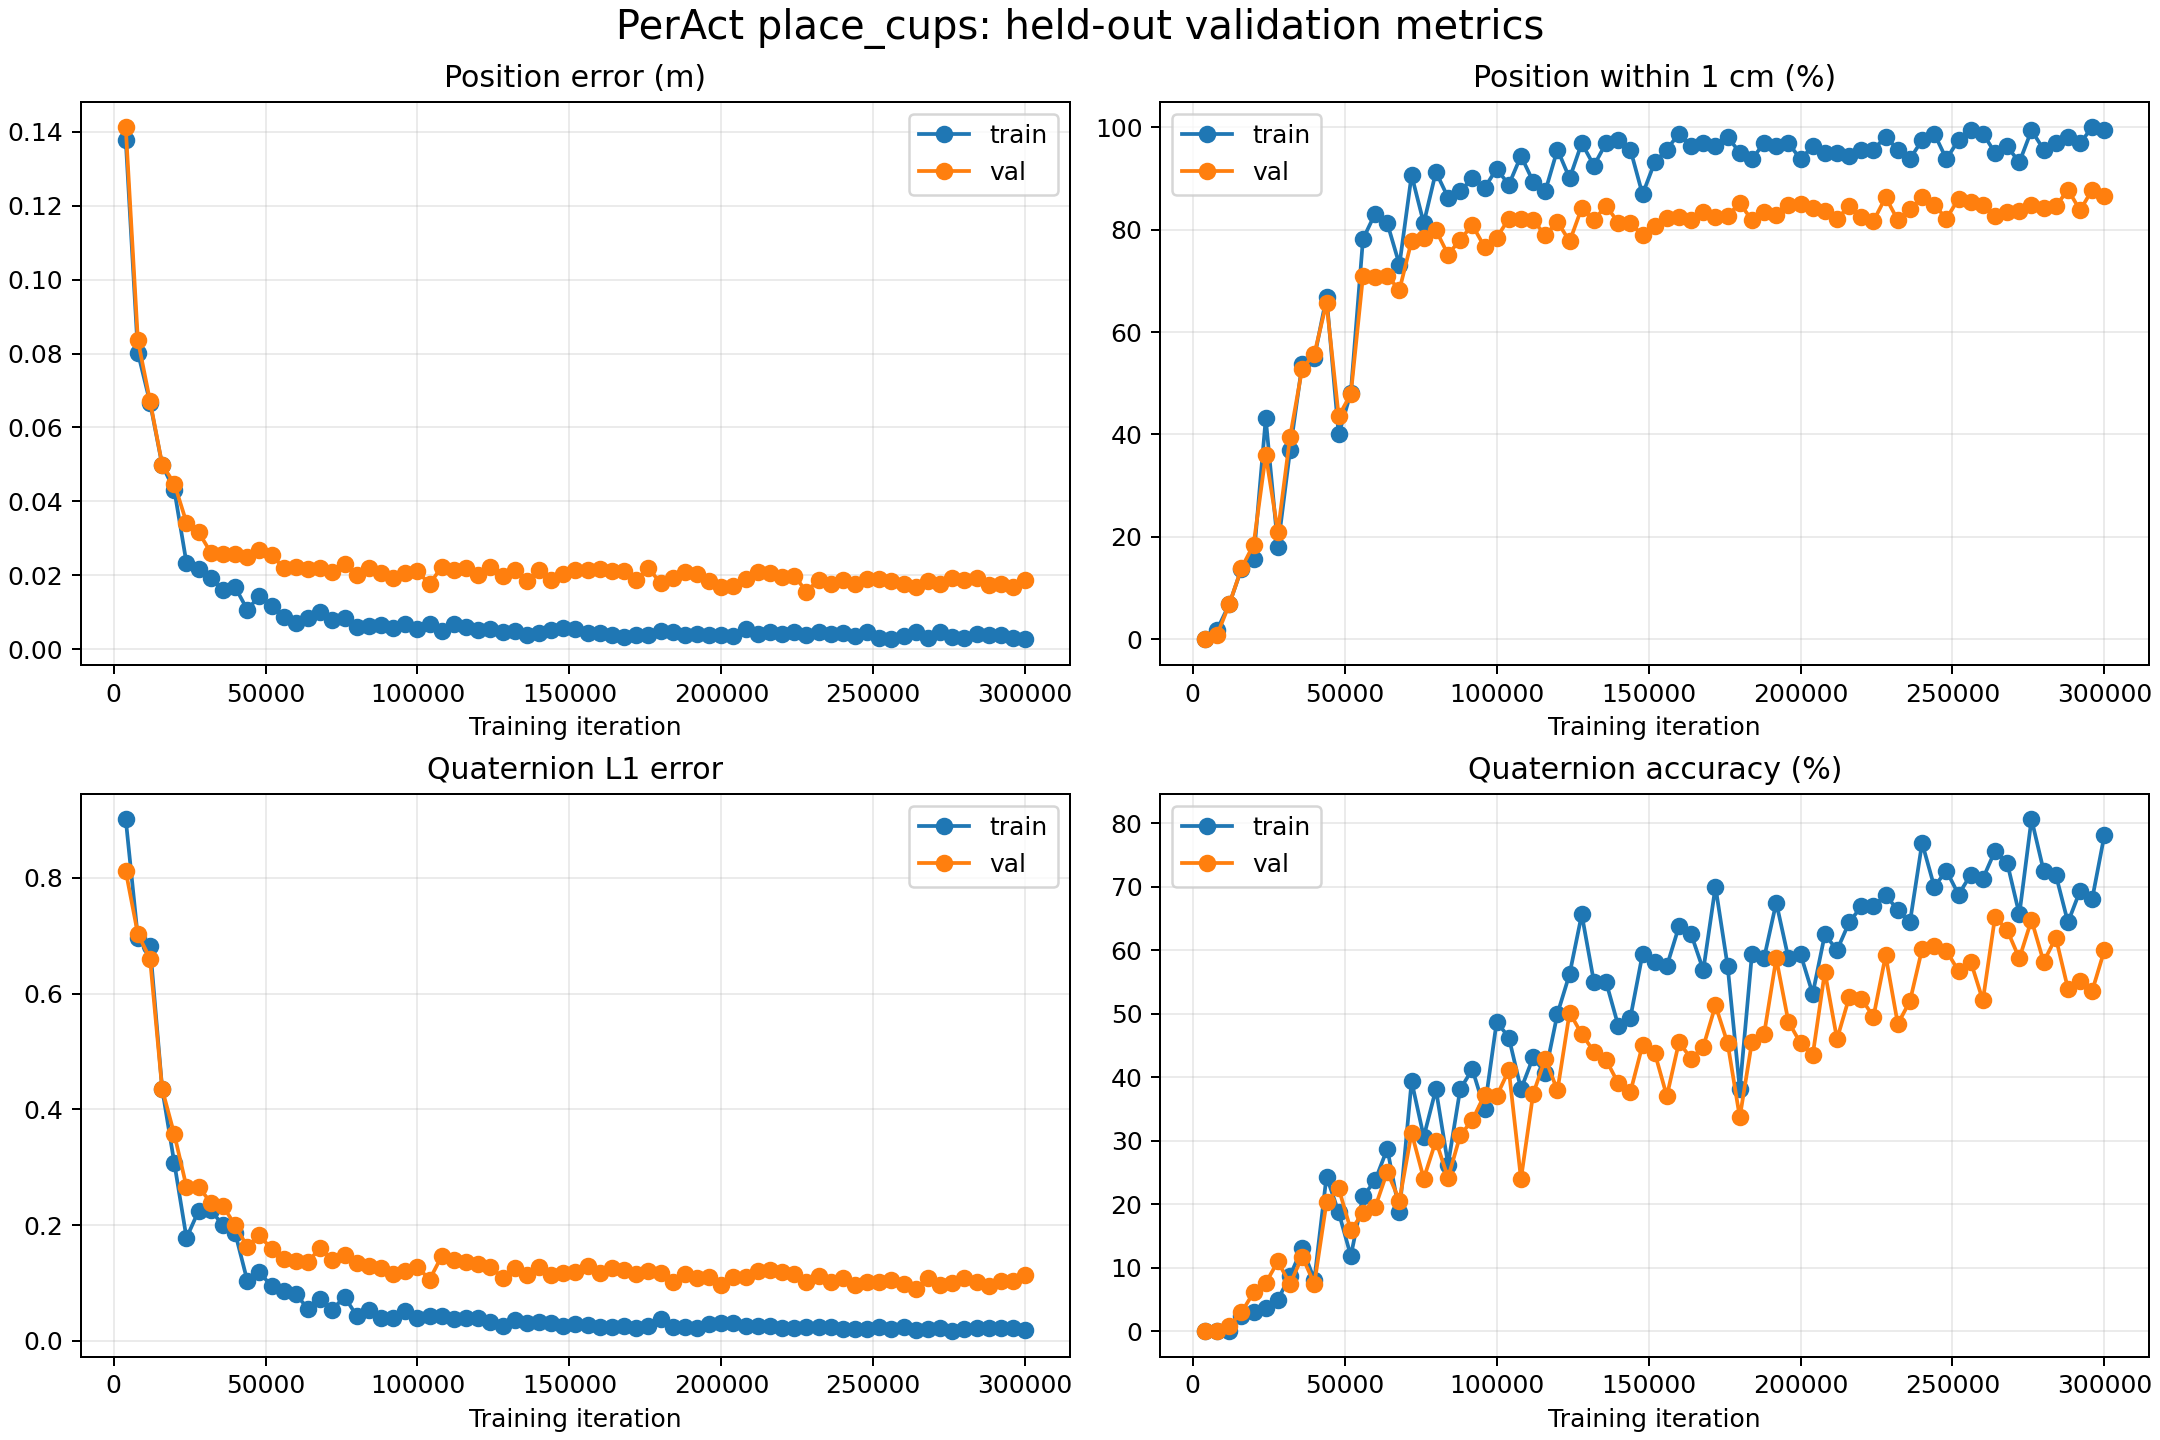 PerAct place_cups: held-out validation metrics
Position error (m)
train
val
0.14
0.12
0.10
0.08
0.06
0.04
0.02
0.00
0 50000 100000 150000 200000 250000 300000
Training iteration
Position within 1 cm (%)
train
val
100
80
60
40
20
0
0 50000 100000 150000 200000 250000 300000
Training iteration
Quaternion L1 error
train
val
0.8
0.6
0.4
0.2
0.0
0 50000 100000 150000 200000 250000 300000
Training iteration
Quaternion accuracy (%)
train
val
80
70
60
50
40
30
20
10
0
0 50000 100000 150000 200000 250000 300000
Training iteration